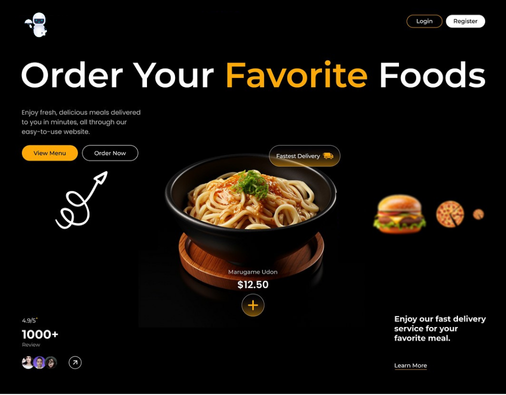 Login
Register
Order Your Favorite Foods
Enjoy fresh, delicious meals delivered
to you in minutes, all through our
easy-to-use website.
View Menu
Order Now
Fastest Delivery
Marugame Udon
$12.50
4.9/5*
1000+
Review
Enjoy our fast delivery
service for your
favorite meal.
Learn More